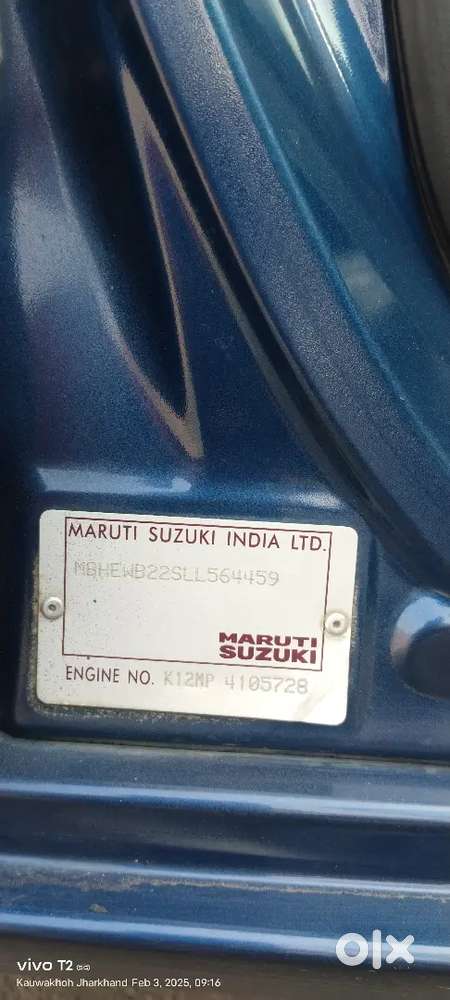 MARUTI SUZUKI INDIA LTD.
MBHEWB22SLL564459
MARUTI
SUZUKI
ENGINE NO. K12MP 4105728
olx
vivo T2 5G
Kauwakhoh Jharkhand Feb 3, 2025, 09:16